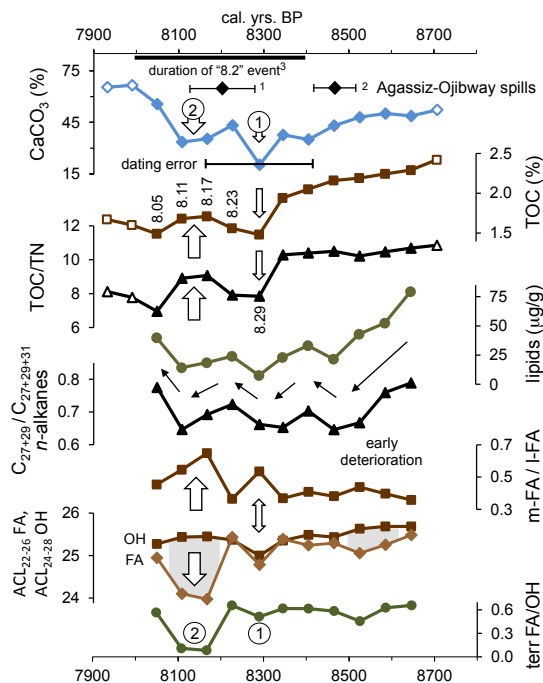 cal. yrs. BP
7900 8100 8300 8500 8700
duration of "8.2" event³
1
2
Agassiz-Ojibway spills
CaCO₃ (%)
75
45
15
2
1
dating error
TOC (%)
2.5
2.0
1.5
8.05
8.11
8.17
8.23
8.29
TOC/TN
12
10
8
6
lipids (µg/g)
75
50
25
0
C₂₇₊₂₉/C₂₇₊₂₉₊₃₁
n-alkanes
0.8
0.7
0.6
early
deterioration
m-FA / l-FA
0.7
0.5
0.3
ACL₂₂₋₂₆ FA,
ACL₂₄₋₂₈ OH
26
25
24
OH
FA
terr FA/OH
0.6
0.3
0.0
2
1
7900 8100 8300 8500 8700